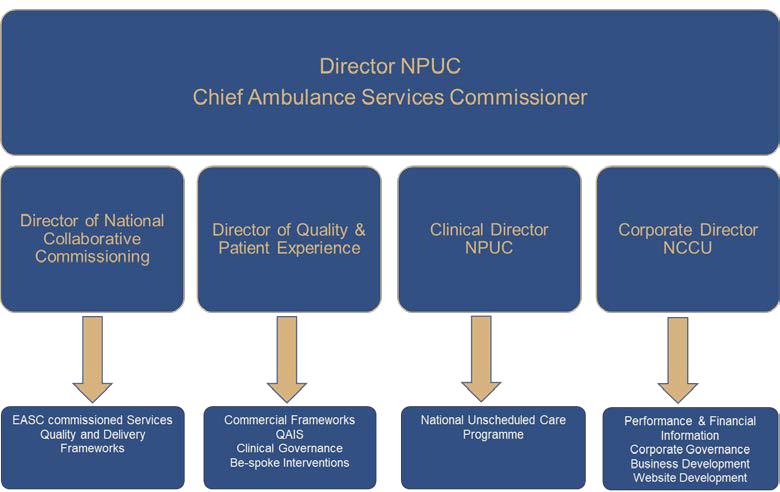 Director NPUC
Chief Ambulance Services Commissioner
Director of National
Collaborative
Commissioning
Director of Quality &
Patient Experience
Clinical Director
NPUC
Corporate Director
NCCU
EASC commissioned Services
Quality and Delivery
Frameworks
Commercial Frameworks
QAIS
Clinical Governance
Be-spoke Interventions
National Unscheduled Care
Programme
Performance & Financial
Information
Corporate Governance
Business Development
Website Development